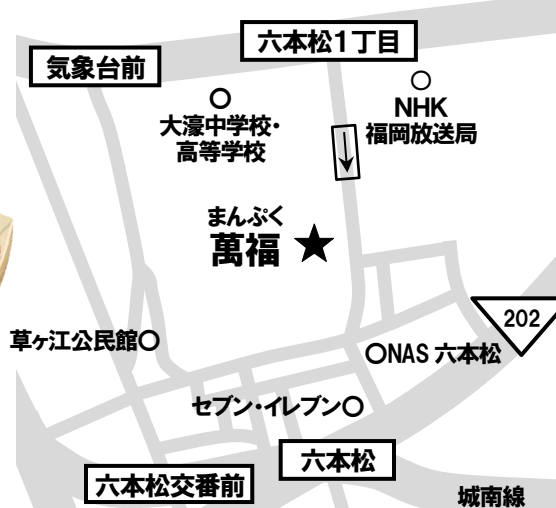 六本松1丁目
気象台前
NHK
福岡放送局
大濠中学校・
高等学校
まんぷく
萬福
202
草ヶ江公民館
NAS 六本松
セブン・イレブン
六本松
六本松交番前
城南線